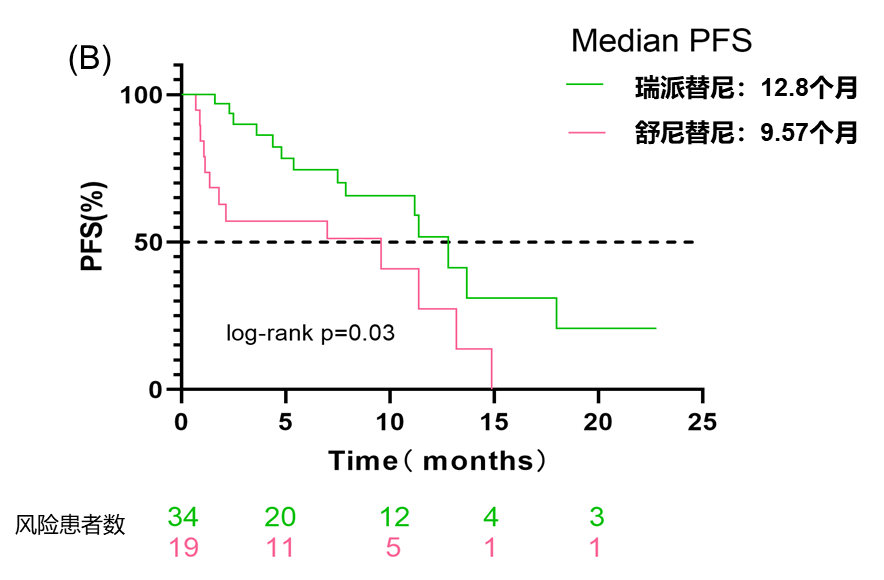 (B)
Median PFS
瑞派替尼：12.8个月
舒尼替尼：9.57个月
PFS(%)
100
50
0
log-rank p=0.03
0 5 10 15 20 25
Time（months）
风险患者数
34 20 12 4 3
19 11 5 1 1